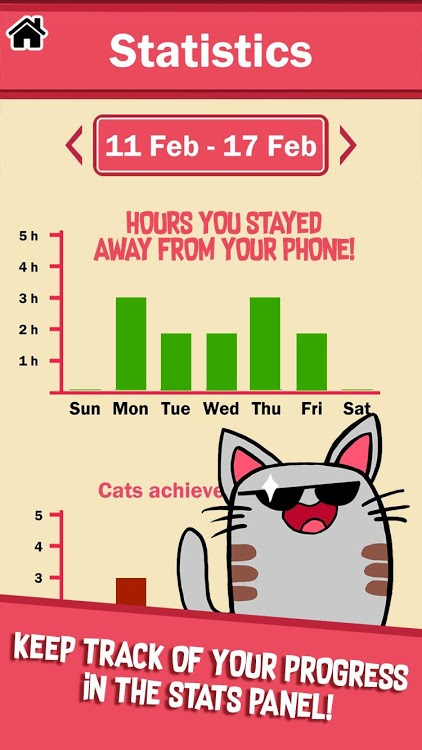 Statistics
11 Feb - 17 Feb
HOURS YOU STAYED
AWAY FROM YOUR PHONE!
5 h
4 h
3 h
2 h
1 h
Sun Mon Tue Wed Thu Fri Sat
Cats achieve
5
4
3
KEEP TRACK OF YOUR PROGRESS
iN THE STATS PANEL!